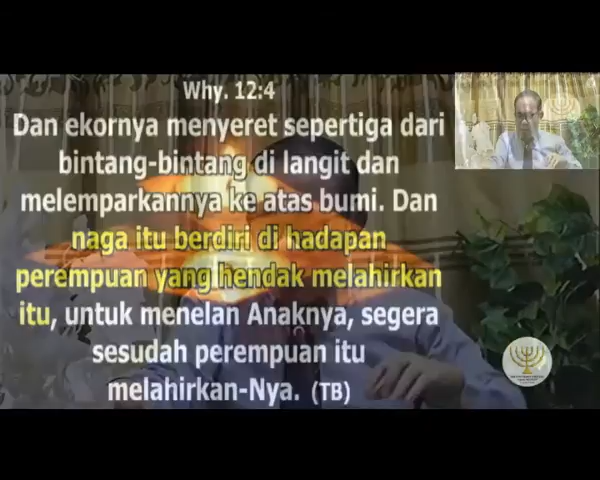 Why. 12:4
Dan ekornya menyeret sepertiga dari
bintang-bintang di langit dan
melemparkannya ke atas bumi. Dan
naga itu berdiri di hadapan
perempuan yang hendak melahirkan
itu, untuk menelan Anaknya, segera
sesudah perempuan itu
melahirkan-Nya. (TB)